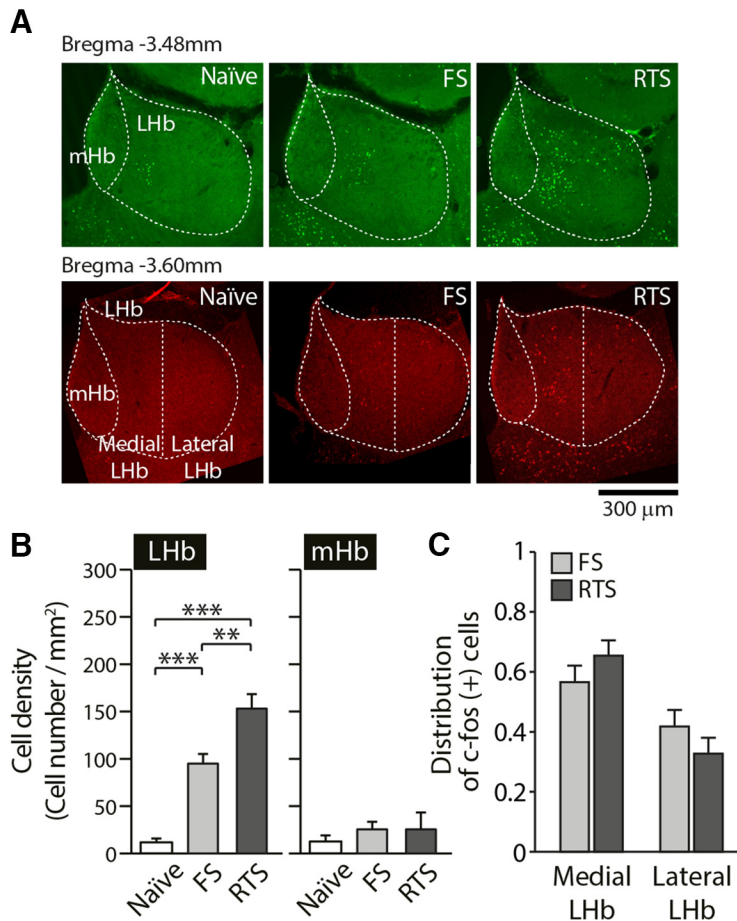 A
Bregma -3.48mm
Naïve
FS
RTS
LHb
mHb
Bregma -3.60mm
Naïve
FS
RTS
LHb
mHb
Medial Lateral
LHb LHb
300 μm
B
LHb
mHb
Cell density
(Cell number / mm²)
300
250
200
150
100
50
0
***
**
***
Naïve FS RTS
Naïve FS RTS
C
Distribution
of c-fos (+) cells
1
0.8
0.6
0.4
0.2
0
FS
RTS
Medial Lateral
LHb LHb